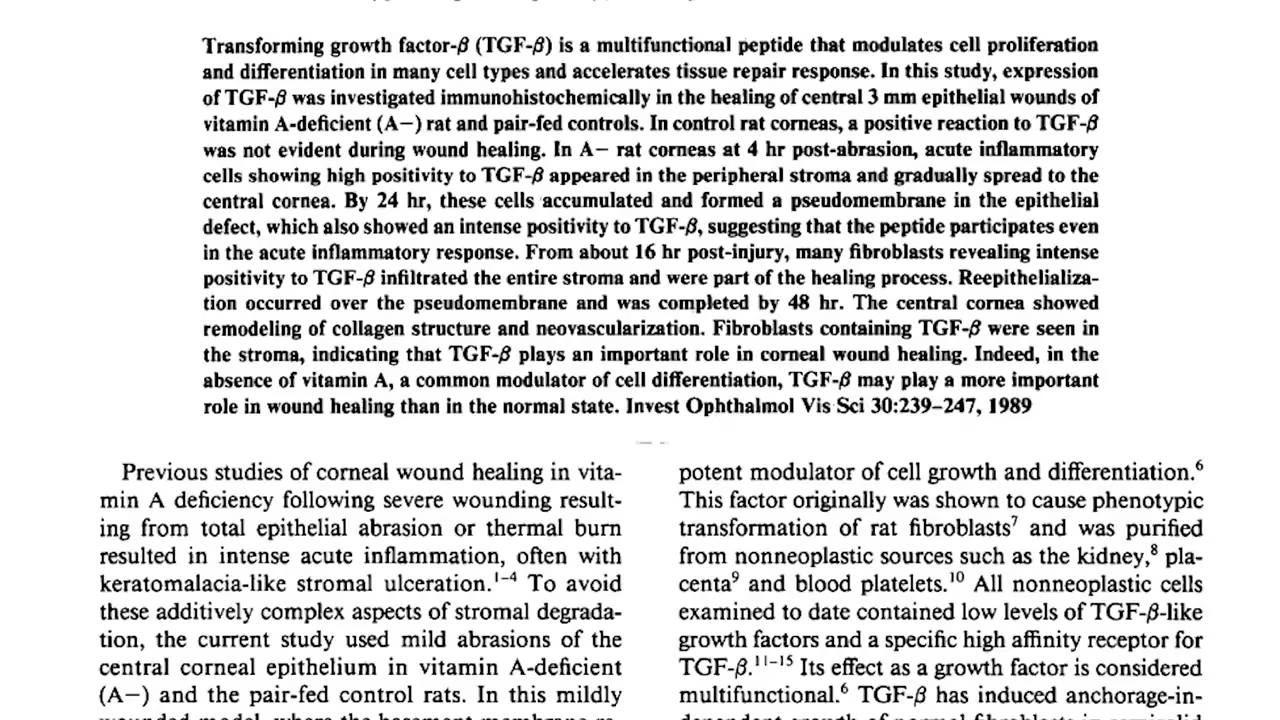 Transforming growth factor-β (TGF-β) is a multifunctional peptide that modulates cell proliferation
and differentiation in many cell types and accelerates tissue repair response. In this study, expression
of TGF-β was investigated immunohistochemically in the healing of central 3 mm epithelial wounds of
vitamin A-deficient (A−) rat and pair-fed controls. In control rat corneas, a positive reaction to TGF-β
was not evident during wound healing. In A− rat corneas at 4 hr post-abrasion, acute inflammatory
cells showing high positivity to TGF-β appeared in the peripheral stroma and gradually spread to the
central cornea. By 24 hr, these cells accumulated and formed a pseudomembrane in the epithelial
defect, which also showed an intense positivity to TGF-β, suggesting that the peptide participates even
in the acute inflammatory response. From about 16 hr post-injury, many fibroblasts revealing intense
positivity to TGF-β infiltrated the entire stroma and were part of the healing process. Reepithelializa-
tion occurred over the pseudomembrane and was completed by 48 hr. The central cornea showed
remodeling of collagen structure and neovascularization. Fibroblasts containing TGF-β were seen in
the stroma, indicating that TGF-β plays an important role in corneal wound healing. Indeed, in the
absence of vitamin A, a common modulator of cell differentiation, TGF-β may play a more important
role in wound healing than in the normal state. Invest Ophthalmol Vis Sci 30:239–247, 1989
Previous studies of corneal wound healing in vita-
min A deficiency following severe wounding result-
ing from total epithelial abrasion or thermal burn
resulted in intense acute inflammation, often with
keratomalacia-like stromal ulceration.¹⁻⁴ To avoid
these additively complex aspects of stromal degrada-
tion, the current study used mild abrasions of the
central corneal epithelium in vitamin A-deficient
(A−) and the pair-fed control rats. In this mildly
potent modulator of cell growth and differentiation.⁶
This factor originally was shown to cause phenotypic
transformation of rat fibroblasts⁷ and was purified
from nonneoplastic sources such as the kidney,⁸ pla-
centa⁹ and blood platelets.¹⁰ All nonneoplastic cells
examined to date contained low levels of TGF-β-like
growth factors and a specific high affinity receptor for
TGF-β.¹¹⁻¹⁵ Its effect as a growth factor is considered
multifunctional.⁶ TGF-β has induced anchorage-in-